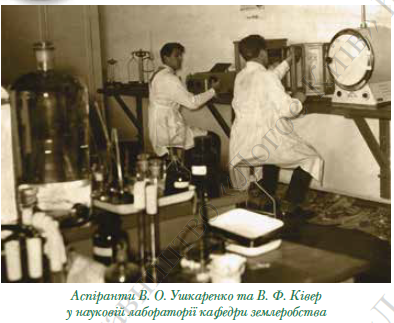 Аспіранти В. О. Ушкаренко та В. Ф. Ківер
у науковій лабораторії кафедри землеробства